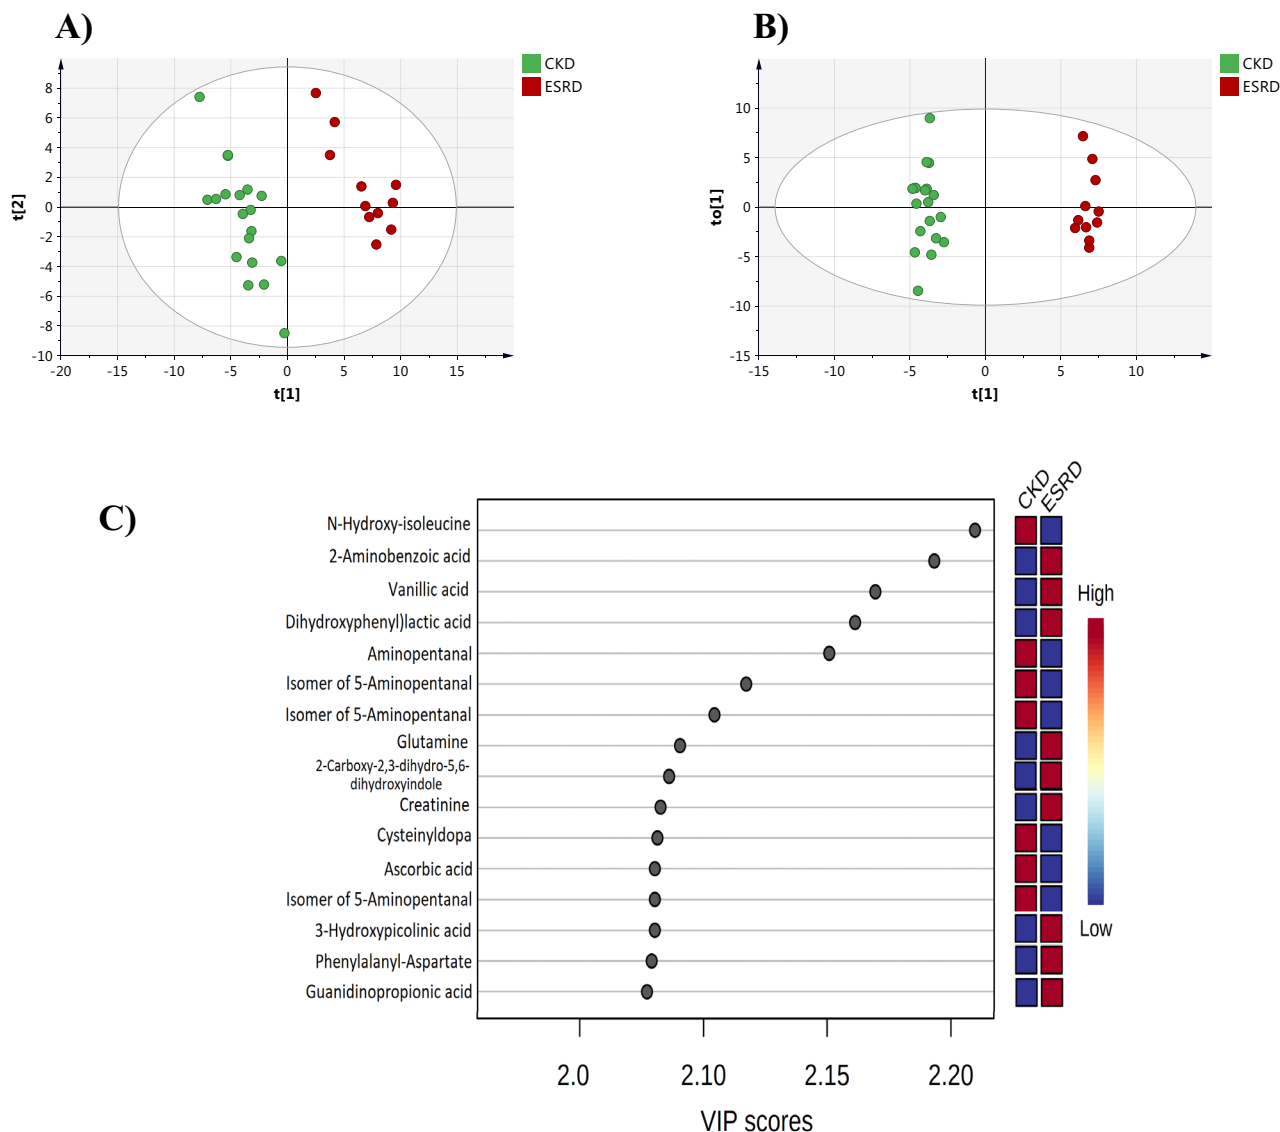 A)
CKD
ESRD
8
6
4
2
0
-2
-4
-6
-8
-10
-20
-15
-10
-5
0
5
10
15
t[2]
t[1]
B)
CKD
ESRD
10
5
0
-5
-10
-15
-15
-10
-5
0
5
10
to[1]
t[1]
C)
CKD
ESRD
N-Hydroxy-isoleucine
2-Aminobenzoic acid
Vanillic acid
Dihydroxyphenyl)lactic acid
Aminopentanal
Isomer of 5-Aminopentanal
Isomer of 5-Aminopentanal
Glutamine
2-Carboxy-2,3-dihydro-5,6-
dihydroxyindole
Creatinine
Cysteinyldopa
Ascorbic acid
Isomer of 5-Aminopentanal
3-Hydroxypicolinic acid
Phenylalanyl-Aspartate
Guanidinopropionic acid
High
Low
2.0
2.10
2.15
2.20
VIP scores